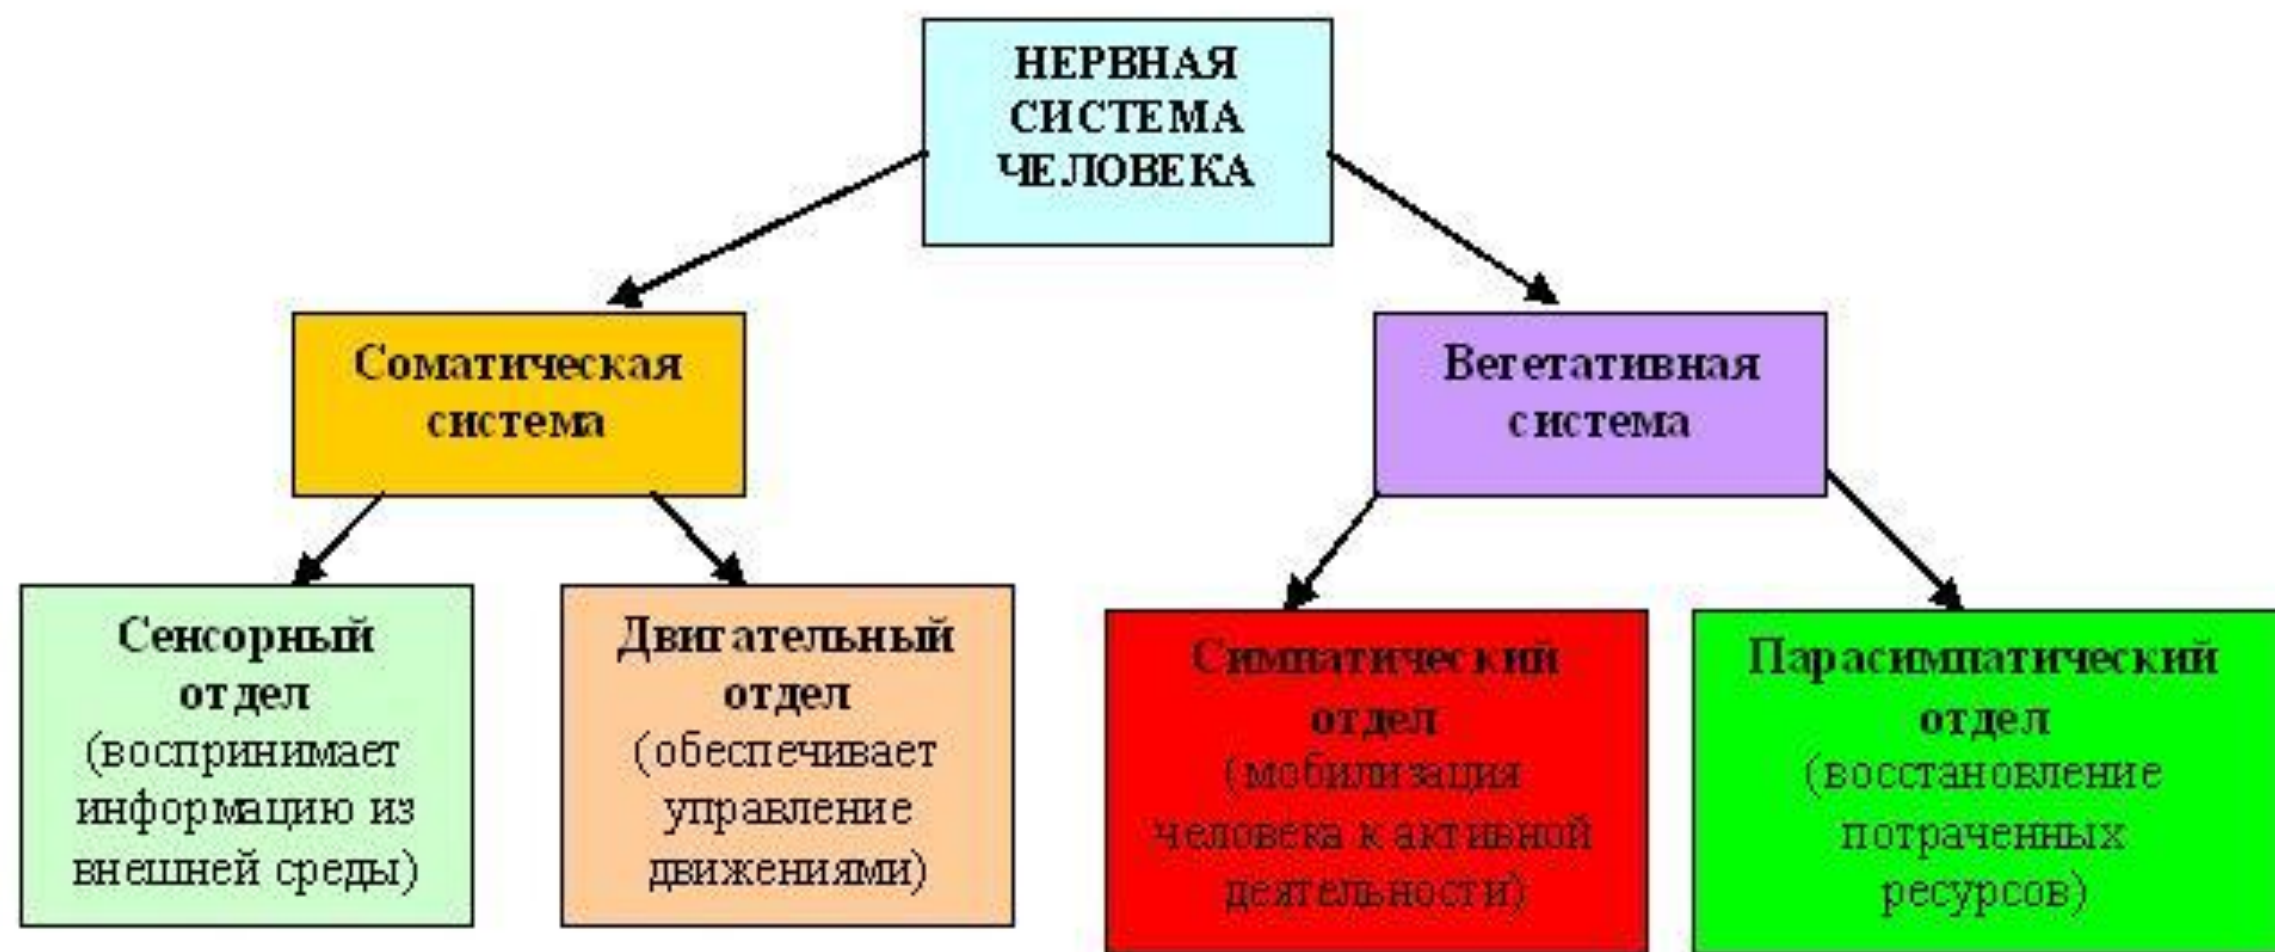 НЕРВНАЯ
СИСТЕМА
ЧЕЛОВЕКА
Соматическая
система
Вегетативная
система
Сенсорный
отдел
(воспринимает
информацию из
внешней среды)
Двигательный
отдел
(обеспечивает
управление
движениями)
Симпатический
отдел
(мобилизация
человека к активной
деятельности)
Парасимпатический
отдел
(восстановление
потраченных
ресурсов)